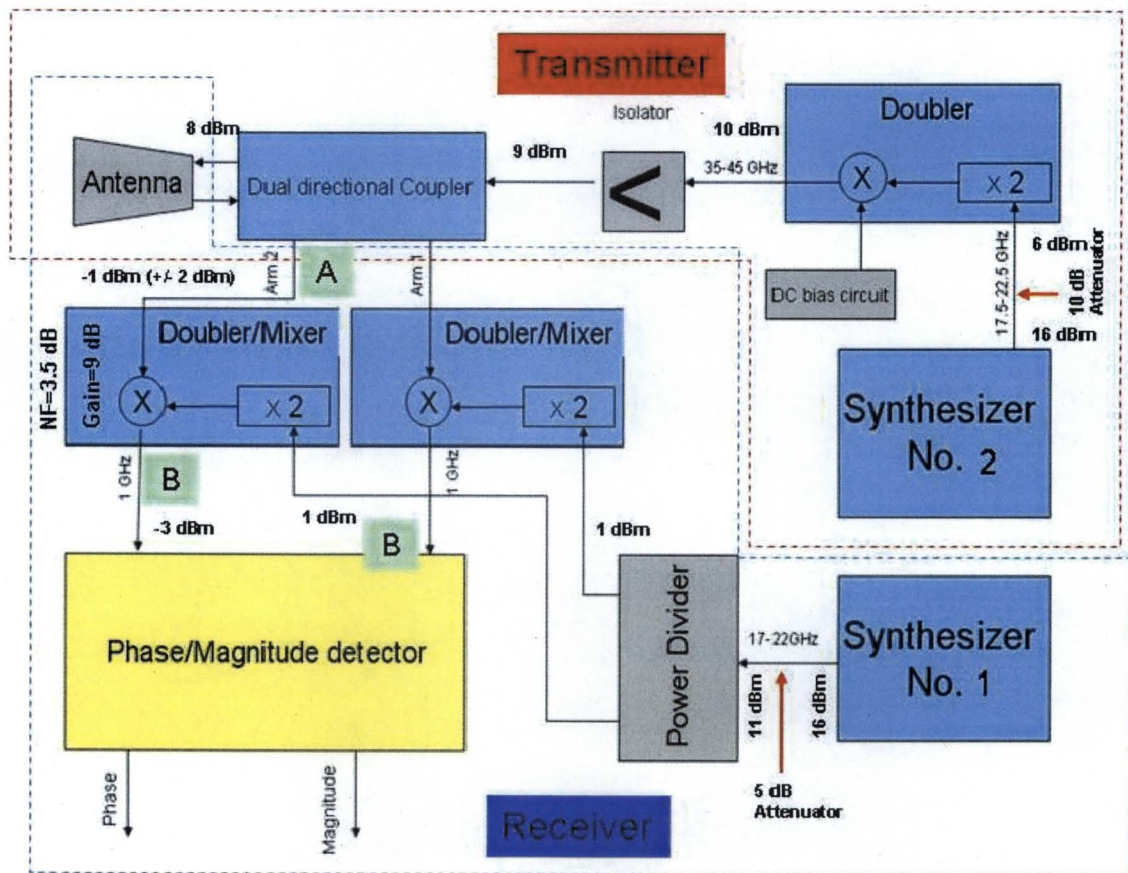 Transmitter
Isolator
Doubler
8 dBm
10 dBm
9 dBm
35-45 GHz
Antenna
Dual directional Coupler
<
X
x 2
6 dBm
-1 dBm (+/- 2 dBm)
Arm 2
A
Arm 1
DC bias circuit
17.5-22.5 GHz
10 dB
Attenuator
16 dBm
NF=3.5 dB
Gain=9 dB
Doubler/Mixer
Doubler/Mixer
X
x 2
X
x 2
Synthesizer
No. 2
1 GHz
B
1 GHz
-3 dBm
1 dBm
B
1 dBm
Phase/Magnitude detector
Power Divider
17-22GHz
11 dBm
16 dBm
Synthesizer
No. 1
5 dB
Attenuator
Phase
Magnitude
Receiver